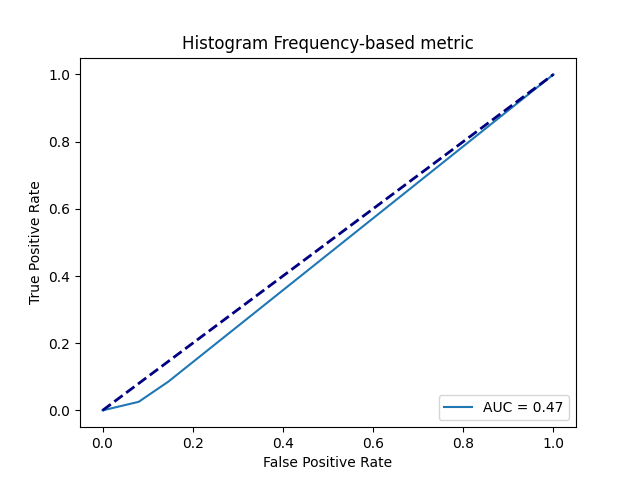 Histogram Frequency-based metric
True Positive Rate
1.0
0.8
0.6
0.4
0.2
0.0
AUC = 0.47
0.0 0.2 0.4 0.6 0.8 1.0
False Positive Rate